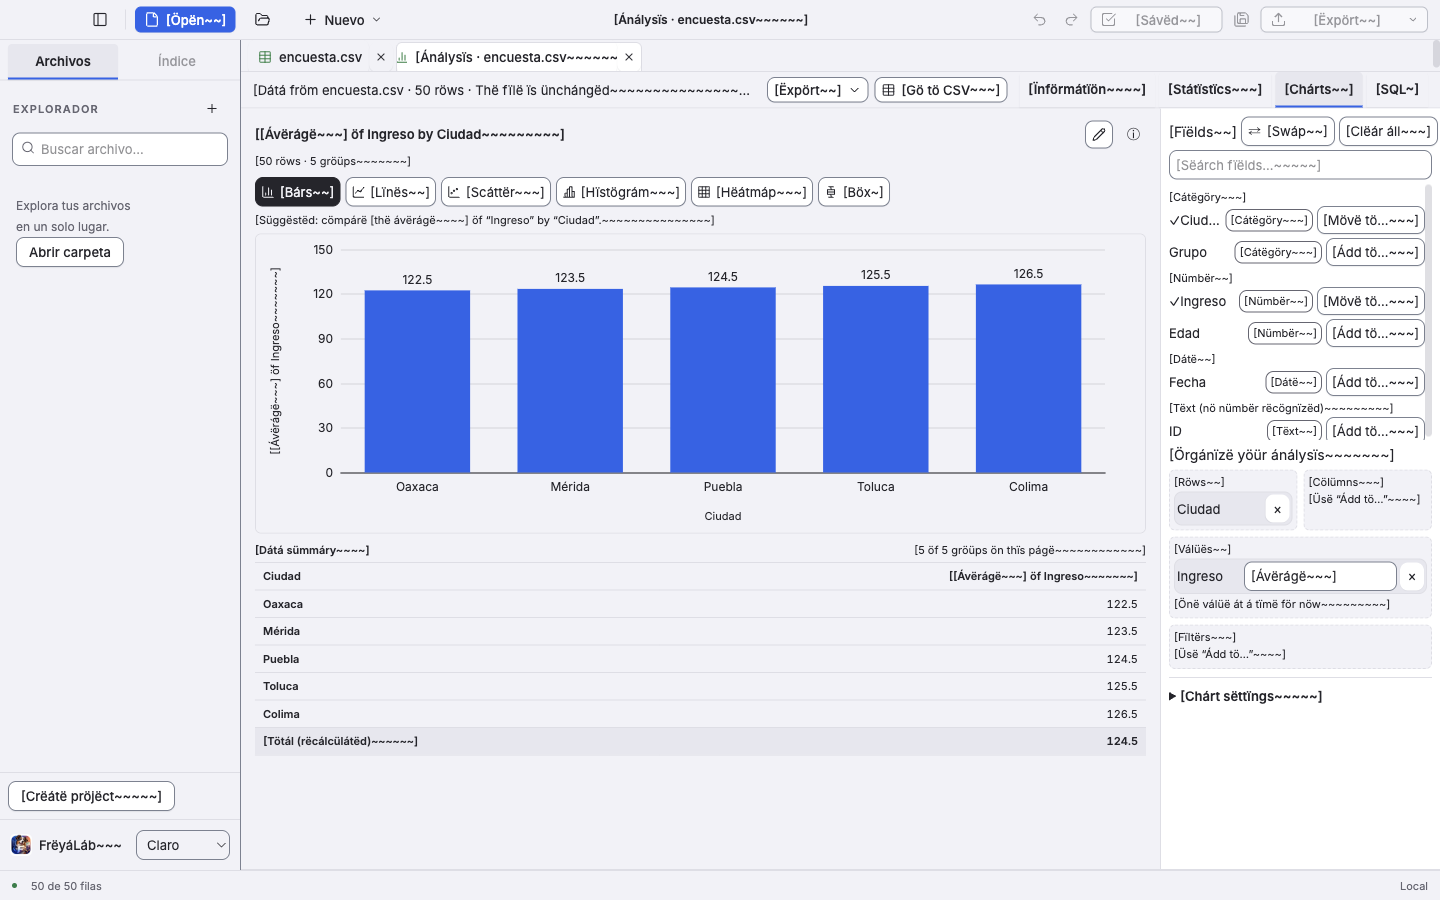 [Öpën~~]
Nuevo
[Ánálysïs · encuesta.csv~~~~~~]
[Sávëd~~]
[Ëxpört~~]
Archivos
Índice
encuesta.csv ×
[Ánálysïs · encuesta.csv~~~~~~ ×
[Dátá fröm encuesta.csv · 50 röws · Thë fïlë ïs ünchángëd~~~~~~~~~~~~~~~...
[Ëxpört~~]
[Gö tö CSV~~~]
[Ïnförmátïön~~~~]
[Státïstïcs~~~]
[Chárts~~]
[SQL~]
EXPLORADOR
Buscar archivo...
Explora tus archivos
en un solo lugar.
Abrir carpeta
[[Ávërágë~~~] öf Ingreso by Ciudad~~~~~~~~~]
[50 röws · 5 gröüps~~~~~~~]
[Bárs~~]
[Lïnës~~]
[Scáttër~~~]
[Hïstögrám~~~]
[Hëátmáp~~~]
[Böx~]
[Süggëstëd: cömpárë [thë ávërágë~~~~] öf “Ingreso” by “Ciudad”.~~~~~~~~~~~~~~~]
150
120
90
60
30
0
[[Ávërágë~~~] öf Ingreso~~~~~~~]
122.5
123.5
124.5
125.5
126.5
Oaxaca
Mérida
Puebla
Toluca
Colima
Ciudad
[Dátá sümmáry~~~~]
[5 öf 5 gröüps ön thïs págë~~~~~~~~~~~~]
Ciudad [[Ávërágë~~~] öf Ingreso~~~~~~~]
Oaxaca 122.5
Mérida 123.5
Puebla 124.5
Toluca 125.5
Colima 126.5
[Tötál (rëcálcülátëd)~~~~~~] 124.5
[Fïëlds~~]
[Swáp~~]
[Clëár áll~~~]
[Sëárch fïëlds...~~~~~]
[Cátëgöry~~~]
✓Ciud... [Cátëgöry~~~] [Mövë tö...~~~]
Grupo [Cátëgöry~~~] [Ádd tö...~~~]
[Nümbër~~]
✓Ingreso [Nümbër~~] [Mövë tö...~~~]
Edad [Nümbër~~] [Ádd tö...~~~]
[Dátë~~]
Fecha [Dátë~~] [Ádd tö...~~~]
[Tëxt (nö nümbër rëcögnïzëd)~~~~~~~~~]
ID [Tëxt~~] [Ádd tö...~~~]
[Örgánïzë yöür ánálysïs~~~~~~~]
[Röws~~]
Ciudad ×
[Cölümns~~~]
[Üsë “Ádd tö...”~~~~]
[Válüës~~]
Ingreso [Ávërágë~~~] ×
[Önë válüë át á tïmë för nöw~~~~~~~~~]
[Fïltërs~~~]
[Üsë “Ádd tö...”~~~~]
[Chárt sëttïngs~~~~~]
[Crëátë pröjëct~~~~~]
FrëyáLáb~~~
Claro
50 de 50 filas
Local